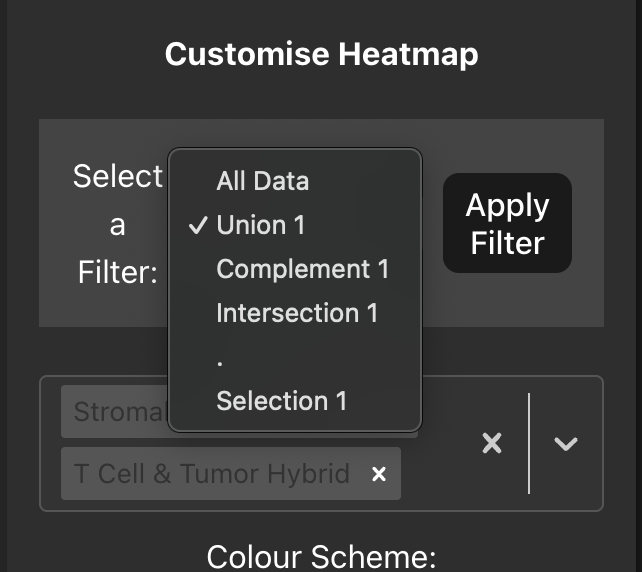 Customise Heatmap
Select
a
Filter:
All Data
✓ Union 1
Complement 1
Intersection 1
.
Selection 1
Apply
Filter
Stromal
T Cell & Tumor Hybrid ×
Colour Scheme: